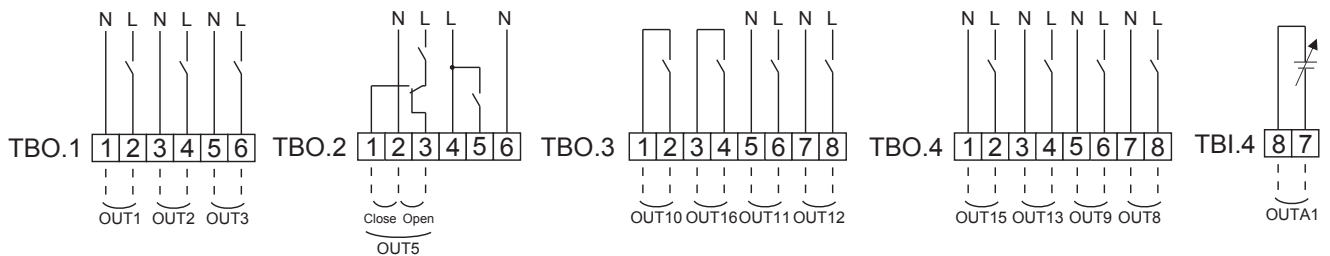 N L N L N L
N L L N
N L N L
N L N L N L N L
TBO.1 1 2 3 4 5 6
TBO.2 1 2 3 4 5 6
TBO.3 1 2 3 4 5 6 7 8
TBO.4 1 2 3 4 5 6 7 8
TBI.4 8 7
OUT1 OUT2 OUT3
Close Open
OUT5
OUT10 OUT16 OUT11 OUT12
OUT15 OUT13 OUT9 OUT8
OUTA1